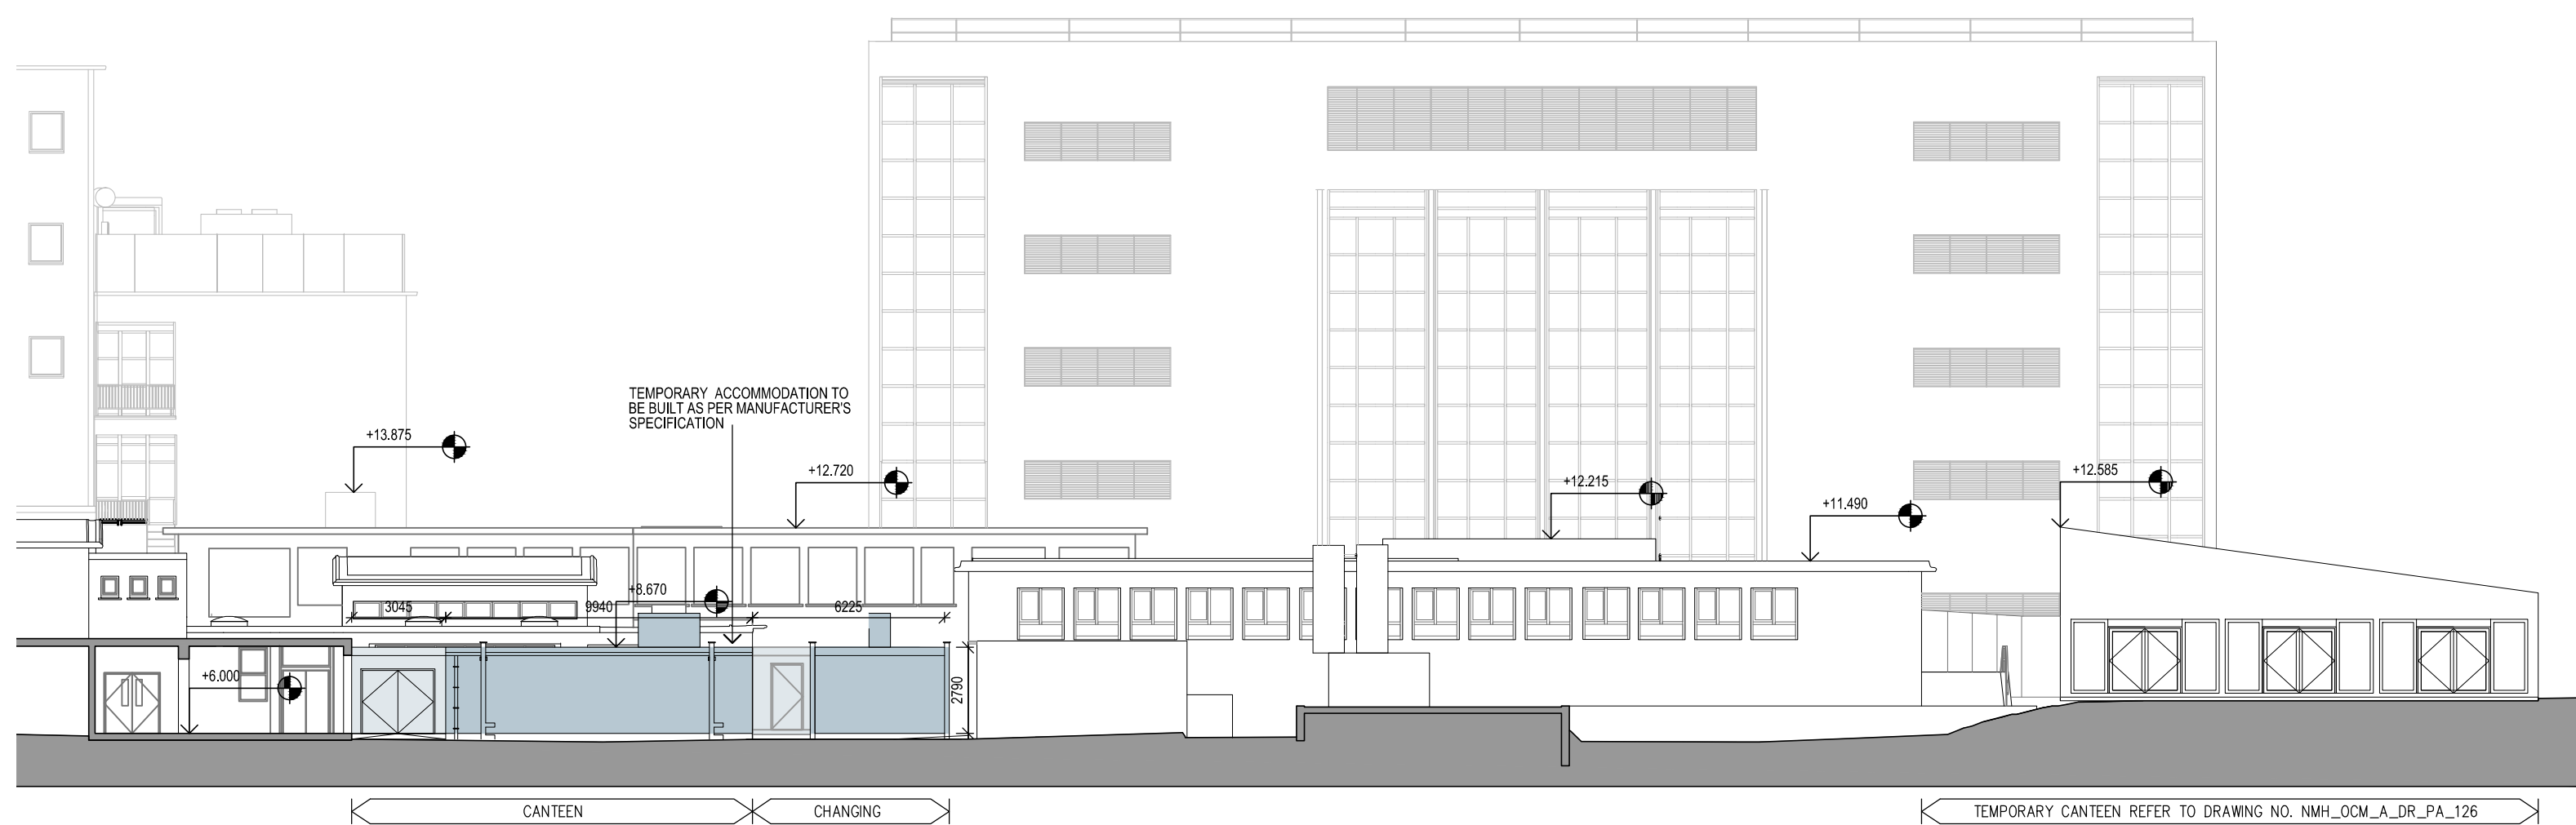 TEMPORARY ACCOMMODATION TO
BE BUILT AS PER MANUFACTURER'S
SPECIFICATION
+13.875
+12.720
+12.215
+12.585
+11.490
+8.670
3045
9940
6225
+6.000
2790
CANTEEN
CHANGING
TEMPORARY CANTEEN REFER TO DRAWING NO. NMH_OCM_A_DR_PA_126